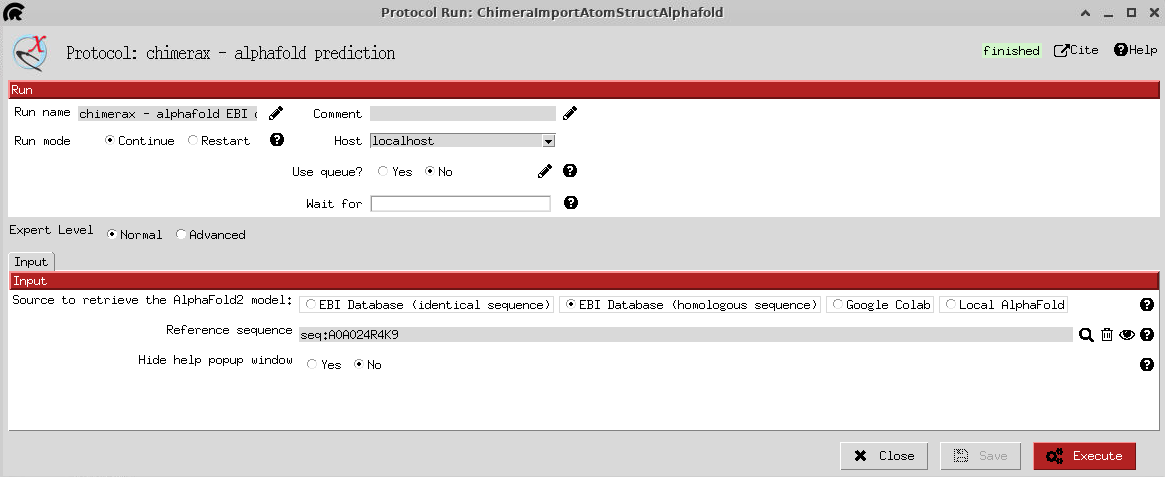 Protocol Run: ChimeraImportAtomStructAlphafold
Protocol: chimerax - alphafold prediction
finished Cite Help
Run
Run name chimerax - alphafold EBI Comment
Run mode Continue Restart Host localhost
Use queue? Yes No
Wait for
Expert Level Normal Advanced
Input
Input
Source to retrieve the AlphaFold2 model: EBI Database (identical sequence) EBI Database (homologous sequence) Google Colab Local AlphaFold
Reference sequence seq:A0A024R4K9
Hide help popup window Yes No
Close Save Execute